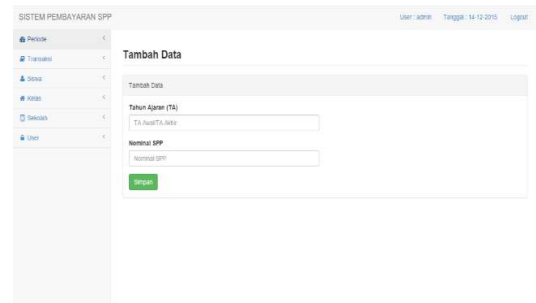 SISTEM PEMBAYARAN SPP
User : admin Tanggal : 14-12-2015 Logout
Periode
Transaksi
Siswa
Kelas
Sekolah
User
Tambah Data
Tambah Data
Tahun Ajaran (TA)
TA Awal/TA Akhir
Nominal SPP
Nominal SPP
Simpan